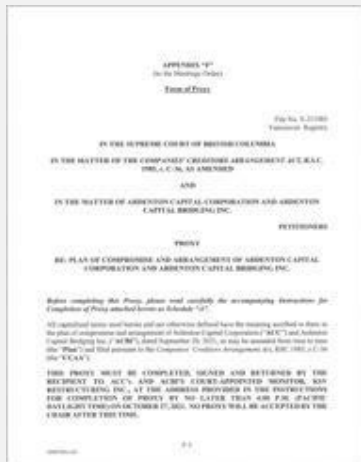 APPENDIX "F"
(to the Meetings Order)
Form of Proxy
File No. S-211985
Vancouver Registry
IN THE SUPREME COURT OF BRITISH COLUMBIA
IN THE MATTER OF THE COMPANIES' CREDITORS ARRANGEMENT ACT, R.S.C.
1985, c. C-36, AS AMENDED
AND
IN THE MATTER OF ARDENTON CAPITAL CORPORATION AND ARDENTON
CAPITAL BRIDGING INC.
PETITIONERS
PROXY
RE: PLAN OF COMPROMISE AND ARRANGEMENT OF ARDENTON CAPITAL
CORPORATION AND ARDENTON CAPITAL BRIDGING, INC.
Before completing this Proxy, please read carefully the accompanying Instructions for
Completion of Proxy attached hereto as Schedule "A".
All capitalized terms used herein and not otherwise defined have the meaning ascribed to them in
the plan of compromise and arrangement of Ardenton Capital Corporation ("ACC") and Ardenton
Capital Bridging Inc. ("ACBI"), dated September 20, 2021, as may be amended from time to time
(the "Plan") and filed pursuant to the Companies' Creditors Arrangement Act, RSC 1985, c C-36
(the "CCAA").
THIS PROXY MUST BE COMPLETED, SIGNED AND RETURNED BY THE
RECIPIENT TO ACC's AND ACBI'S COURT-APPOINTED MONITOR, KSV
RESTRUCTURING INC., AT THE ADDRESS PROVIDED IN THE INSTRUCTIONS
FOR COMPLETION OF PROXY BY NO LATER THAN 4:00 P.M. (PACIFIC
DAYLIGHT TIME) ON OCTOBER 27, 2021. NO PROXY WILL BE ACCEPTED BY THE
CHAIR AFTER THIS TIME.